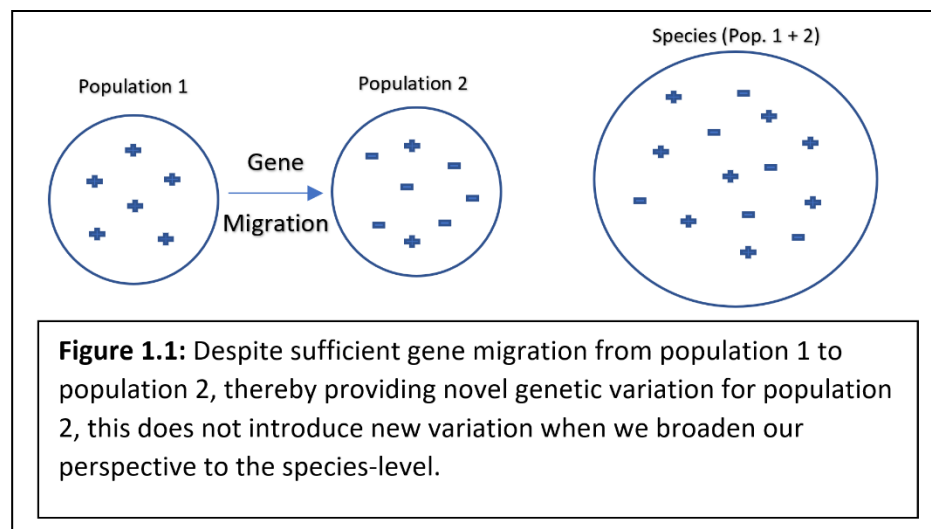 Species (Pop. 1 + 2)
Population 1
Population 2
Gene
Migration
Figure 1.1: Despite sufficient gene migration from population 1 to
population 2, thereby providing novel genetic variation for population
2, this does not introduce new variation when we broaden our
perspective to the species-level.